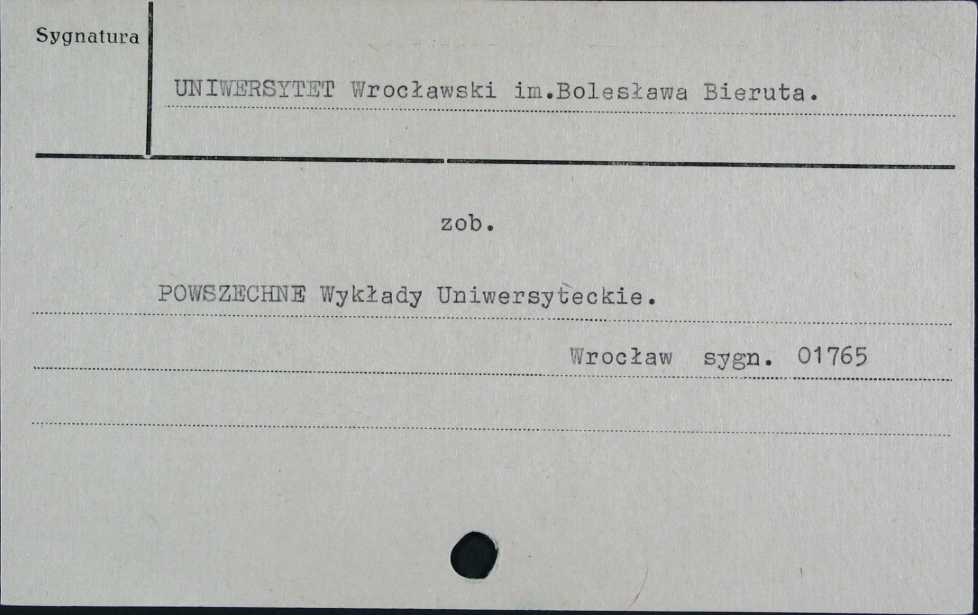 Sygnatura
UNIWERSYTET Wrocławski im.Bolesława Bieruta.
zob.
POWSZECHNE Wykłady Uniwersyteckie.
Wrocław sygn. 01765